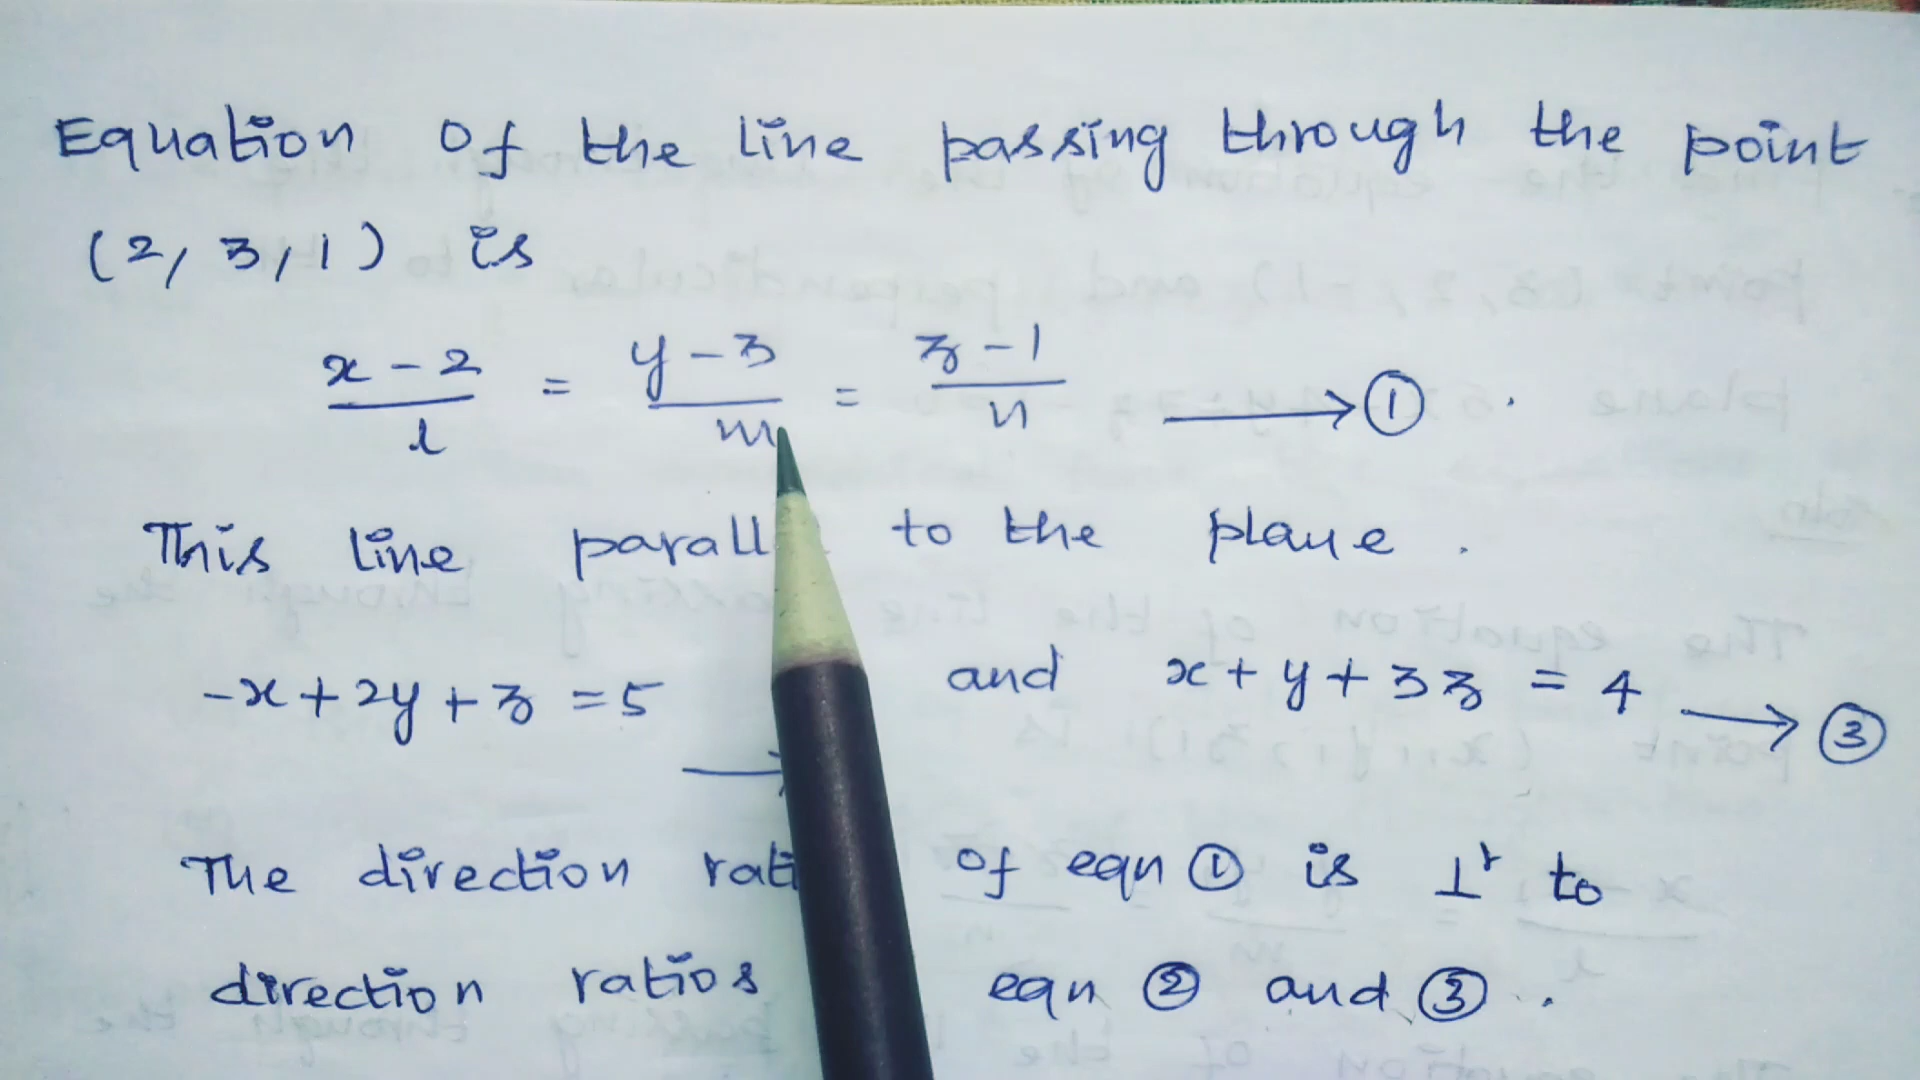 Equation Of the line passing through the point
(2, 3, 1) is
x - 2 / l = y - 3 / m = z - 1 / n → ①
This line to the plane.
-x + 2y + z = 5 → and x + y + 3z = 4 → ③
The direction of eqn ① is ⊥r to
direction ratios eqn ② and ③.